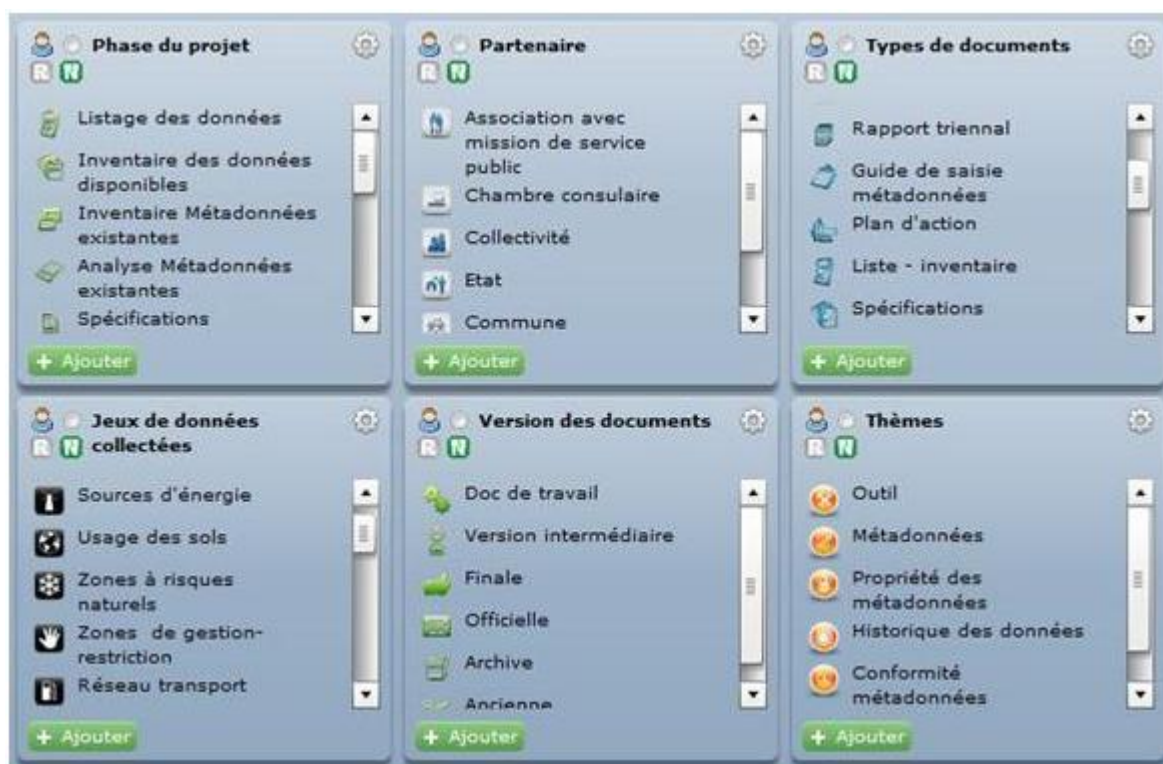 Phase du projet
R N
Listage des données
Inventaire des données
disponibles
Inventaire Métadonnées
existantes
Analyse Métadonnées
existantes
Spécifications
+ Ajouter
Partenaire
R N
Association avec
mission de service
public
Chambre consulaire
Collectivité
Etat
Commune
+ Ajouter
Types de documents
R N
Rapport triennal
Guide de saisie
métadonnées
Plan d'action
Liste - inventaire
Spécifications
+ Ajouter
Jeux de données
R N collectées
Sources d'énergie
Usage des sols
Zones à risques
naturels
Zones de gestion-
restriction
Réseau transport
+ Ajouter
Version des documents
R N
Doc de travail
Version intermédiaire
Finale
Officielle
Archive
Ancienne
+ Ajouter
Thèmes
R N
Outil
Métadonnées
Propriété des
métadonnées
Historique des données
Conformité
métadonnées
+ Ajouter